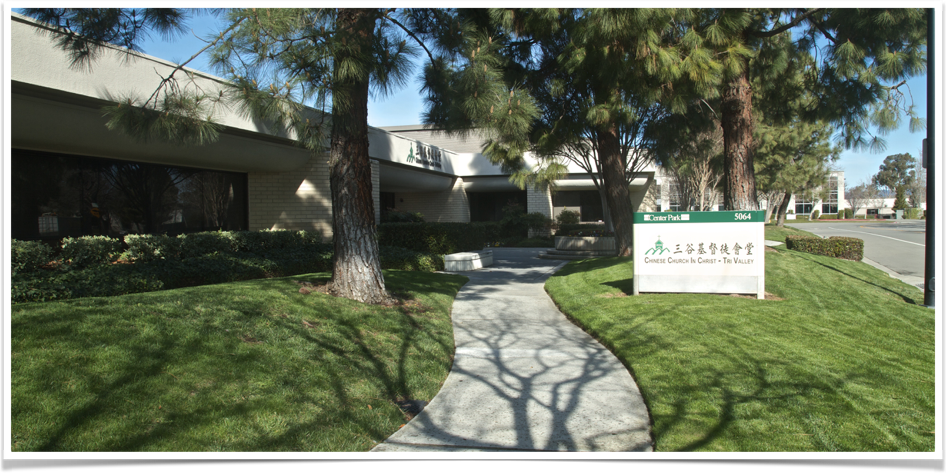 Center Park 5064
三谷基督徒會堂
CHINESE CHURCH IN CHRIST - TRI VALLEY